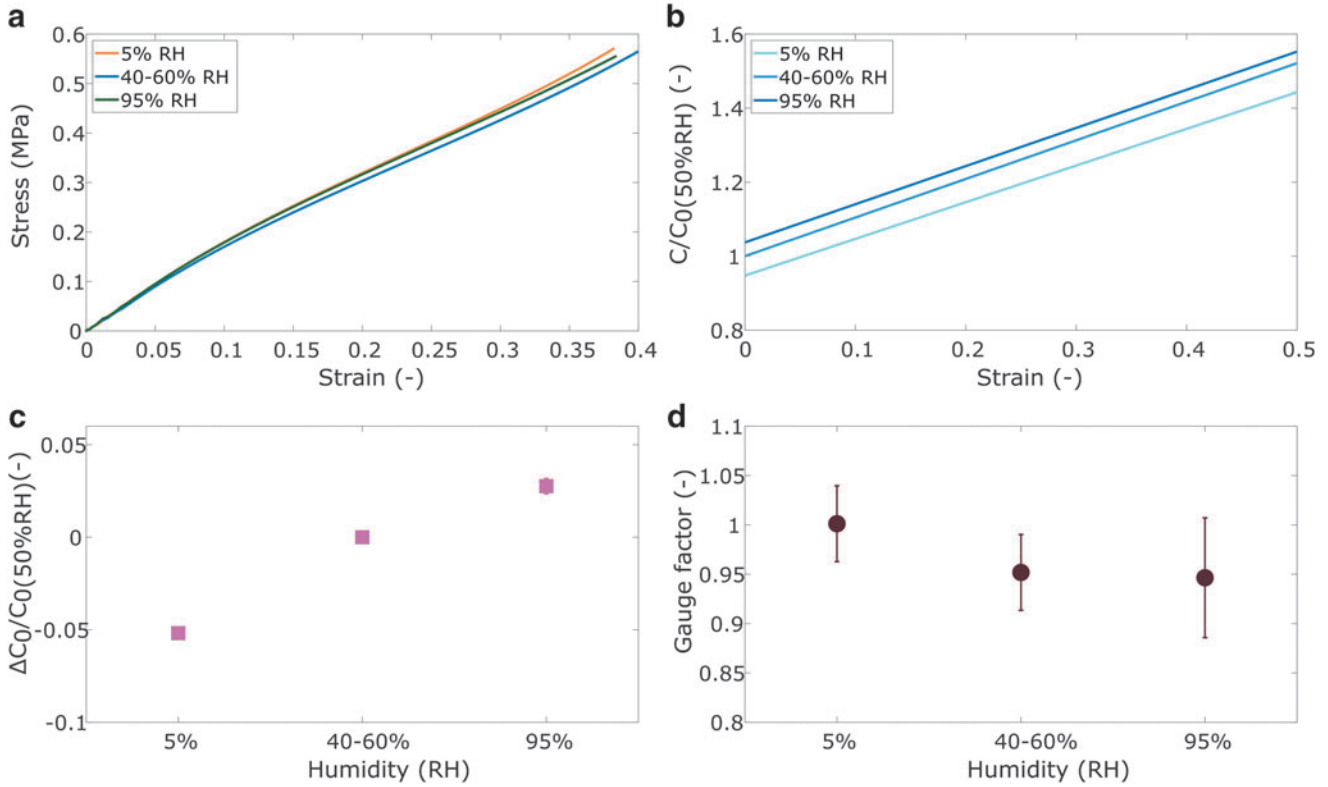 a
0.6
0.5
0.4
0.3
0.2
0.1
0
Stress (MPa)
5% RH
40-60% RH
95% RH
0 0.05 0.1 0.15 0.2 0.25 0.3 0.35 0.4
Strain (-)
b
1.6
1.4
1.2
1
0.8
C/C0(50%RH) (-)
5% RH
40-60% RH
95% RH
0 0.1 0.2 0.3 0.4 0.5
Strain (-)
c
0.05
0
-0.05
-0.1
ΔC0/C0(50%RH)(-)
5% 40-60% 95%
Humidity (RH)
d
1.1
1.05
1
0.95
0.9
0.85
0.8
Gauge factor (-)
5% 40-60% 95%
Humidity (RH)